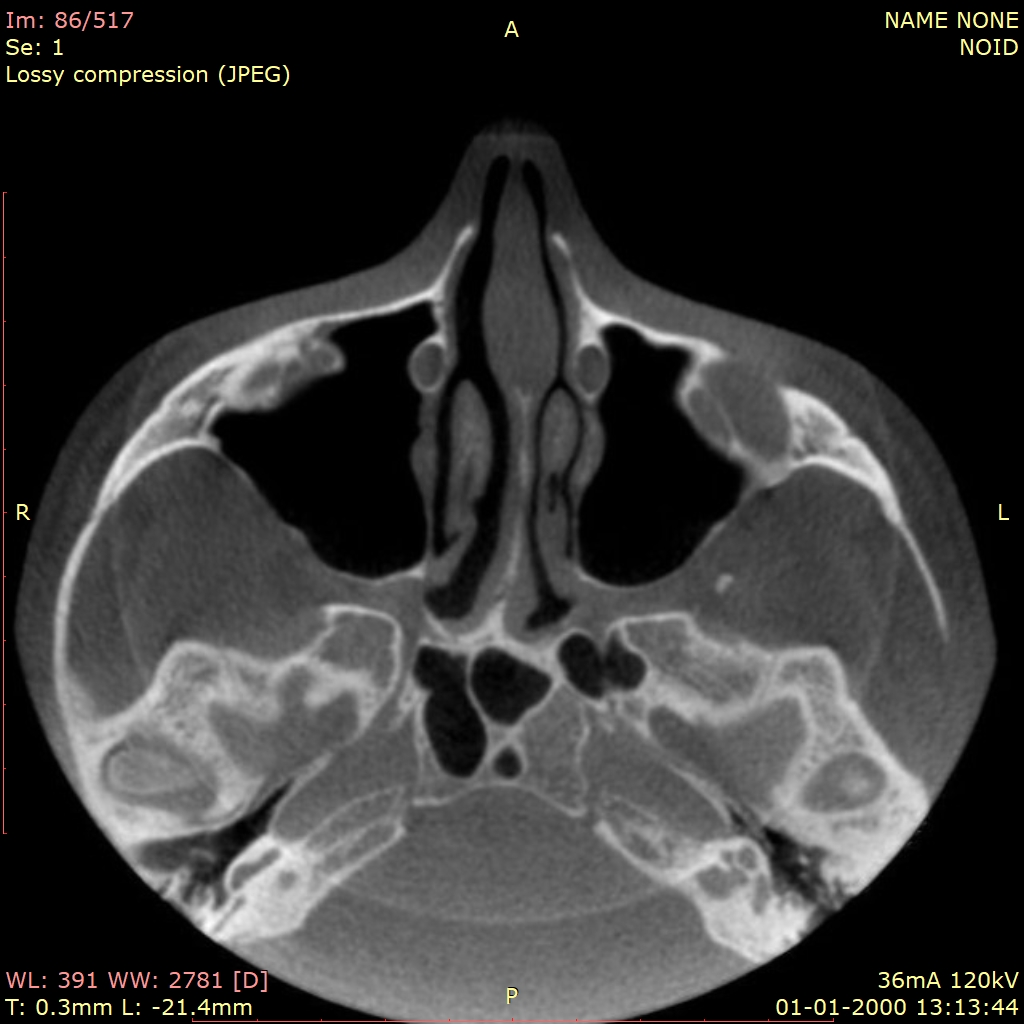 Im: 86/517
Se: 1
Lossy compression (JPEG)
A
NAME NONE
NOID
R
L
WL: 391 WW: 2781 [D]
T: 0.3mm L: -21.4mm
P
36mA 120kV
01-01-2000 13:13:44